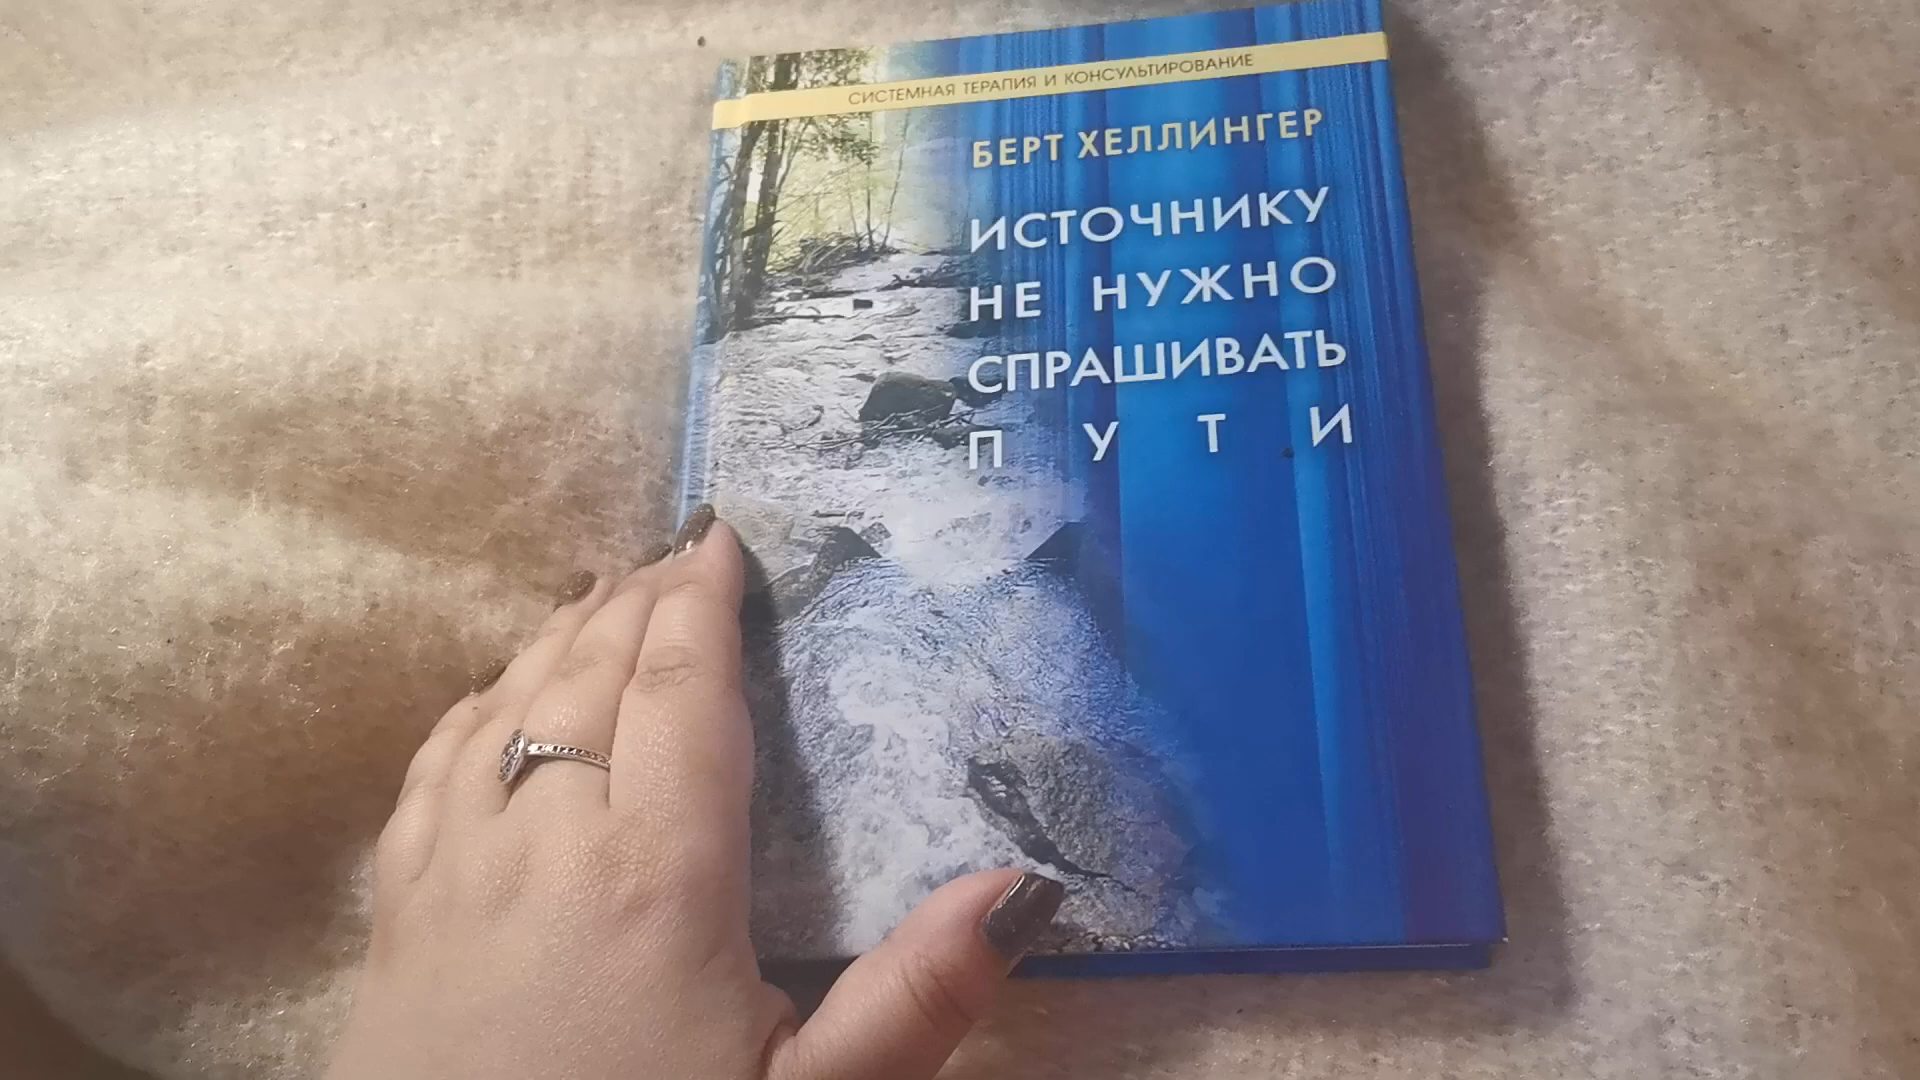 СИСТЕМНАЯ ТЕРАПИЯ И КОНСУЛЬТИРОВАНИЕ
БЕРТ ХЕЛЛИНГЕР
ИСТОЧНИКУ
НЕ НУЖНО
СПРАШИВАТЬ
ПУТИ